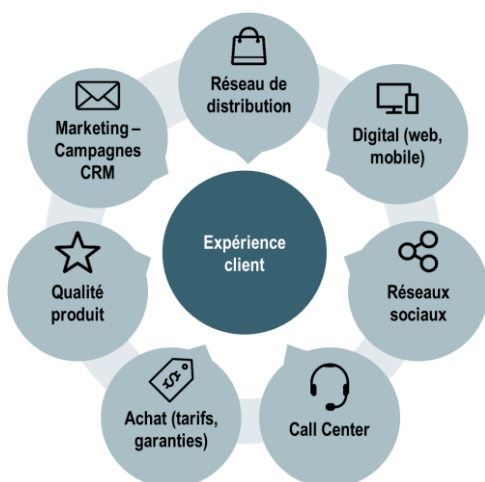 Réseau de
distribution
Digital (web,
mobile)
Réseaux
sociaux
Call Center
Achat (tarifs,
garanties)
Qualité
produit
Marketing –
Campagnes
CRM
Expérience
client